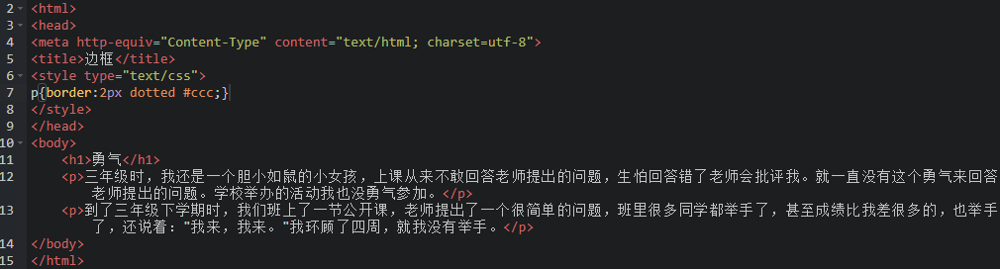 2 <html>
3 <head>
4 <meta http-equiv="Content-Type" content="text/html; charset=utf-8">
5 <title>边框</title>
6 <style type="text/css">
7 p{border:2px dotted #ccc;}
8 </style>
9 </head>
10 <body>
11 <h1>勇气</h1>
12 <p>三年级时，我还是一个胆小如鼠的小女孩，上课从来不敢回答老师提出的问题，生怕回答错了老师会批评我。就一直没有这个勇气来回答
老师提出的问题。学校举办的活动我也没勇气参加。</p>
13 <p>到了三年级下学期时，我们班上了一节公开课，老师提出了一个很简单的问题，班里很多同学都举手了，甚至成绩比我差很多的，也举手
了，还说着："我来，我来。"我环顾了四周，就我没有举手。</p>
14 </body>
15 </html>